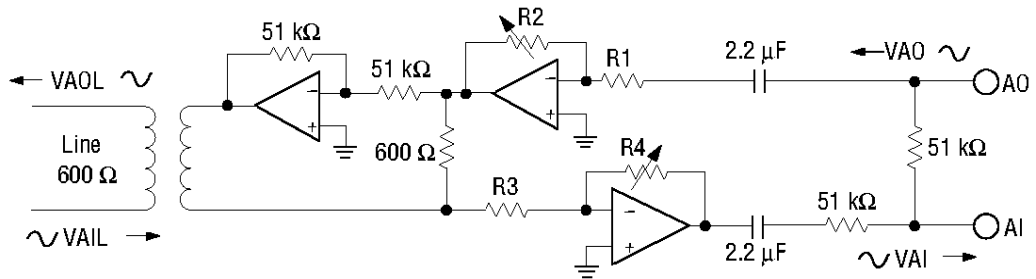 51 kΩ
R2
51 kΩ
R1
2.2 μF
VAO
VAOL
AO
Line
600 Ω
600 Ω
R4
51 kΩ
R3
51 kΩ
AI
VAIL
2.2 μF
VAI
−
+
−
+
−
+